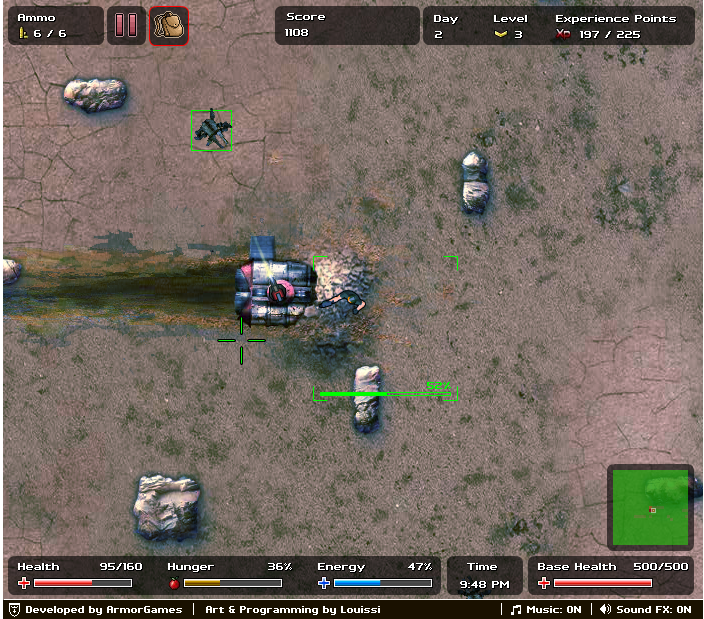 Ammo
6 / 6
Score
1108
Day
2
Level
3
Experience Points
Xp 197 / 225
52%
Health 95/160
Hunger 36%
Energy 47%
Time
9:48 PM
Base Health 500/500
Developed by ArmorGames
Art & Programming by Louissi
Music: ON
Sound FX: ON